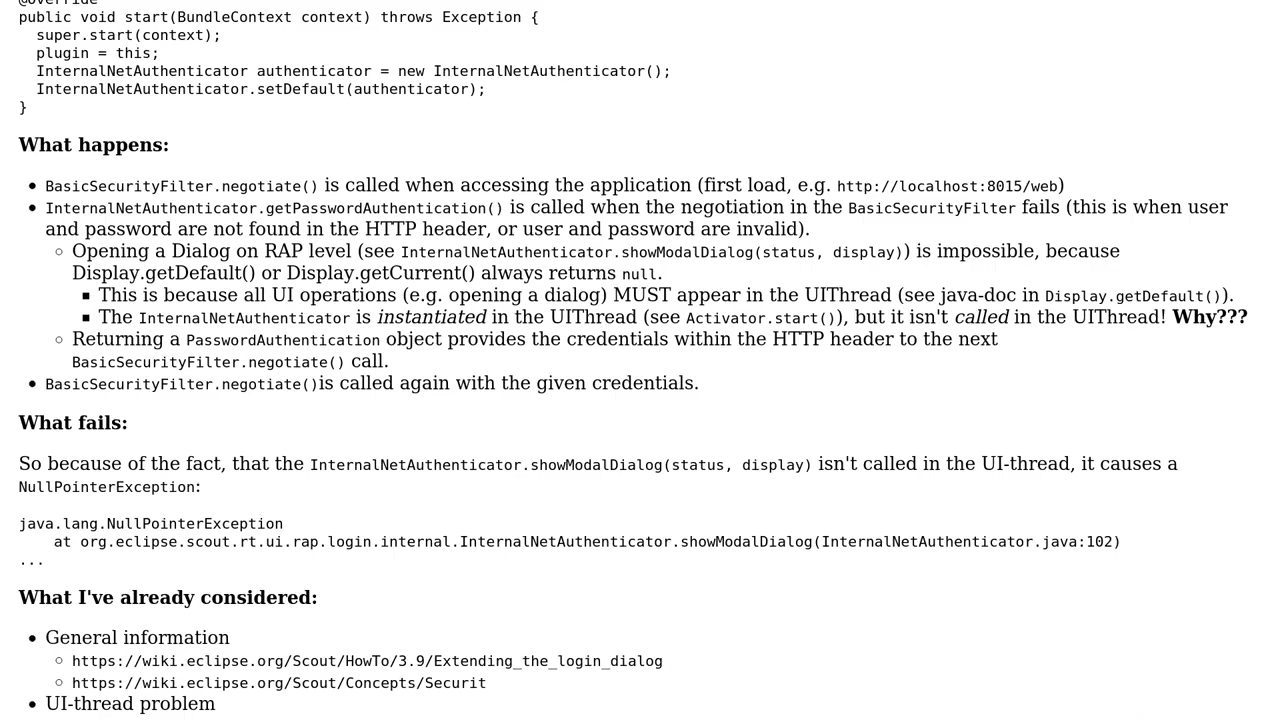 @Override
public void start(BundleContext context) throws Exception {
super.start(context);
plugin = this;
InternalNetAuthenticator authenticator = new InternalNetAuthenticator();
InternalNetAuthenticator.setDefault(authenticator);
}
What happens:
BasicSecurityFilter.negotiate() is called when accessing the application (first load, e.g. http://localhost:8015/web)
InternalNetAuthenticator.getPasswordAuthentication() is called when the negotiation in the BasicSecurityFilter fails (this is when user
and password are not found in the HTTP header, or user and password are invalid).
Opening a Dialog on RAP level (see InternalNetAuthenticator.showModalDialog(status, display)) is impossible, because
Display.getDefault() or Display.getCurrent() always returns null.
This is because all UI operations (e.g. opening a dialog) MUST appear in the UIThread (see java-doc in Display.getDefault()).
The InternalNetAuthenticator is instantiated in the UIThread (see Activator.start()), but it isn't called in the UIThread! Why???
Returning a PasswordAuthentication object provides the credentials within the HTTP header to the next
BasicSecurityFilter.negotiate() call.
BasicSecurityFilter.negotiate()is called again with the given credentials.
What fails:
So because of the fact, that the InternalNetAuthenticator.showModalDialog(status, display) isn't called in the UI-thread, it causes a
NullPointerException:
java.lang.NullPointerException
at org.eclipse.scout.rt.ui.rap.login.internal.InternalNetAuthenticator.showModalDialog(InternalNetAuthenticator.java:102)
...
What I've already considered:
General information
https://wiki.eclipse.org/Scout/HowTo/3.9/Extending_the_login_dialog
https://wiki.eclipse.org/Scout/Concepts/Securit
UI-thread problem